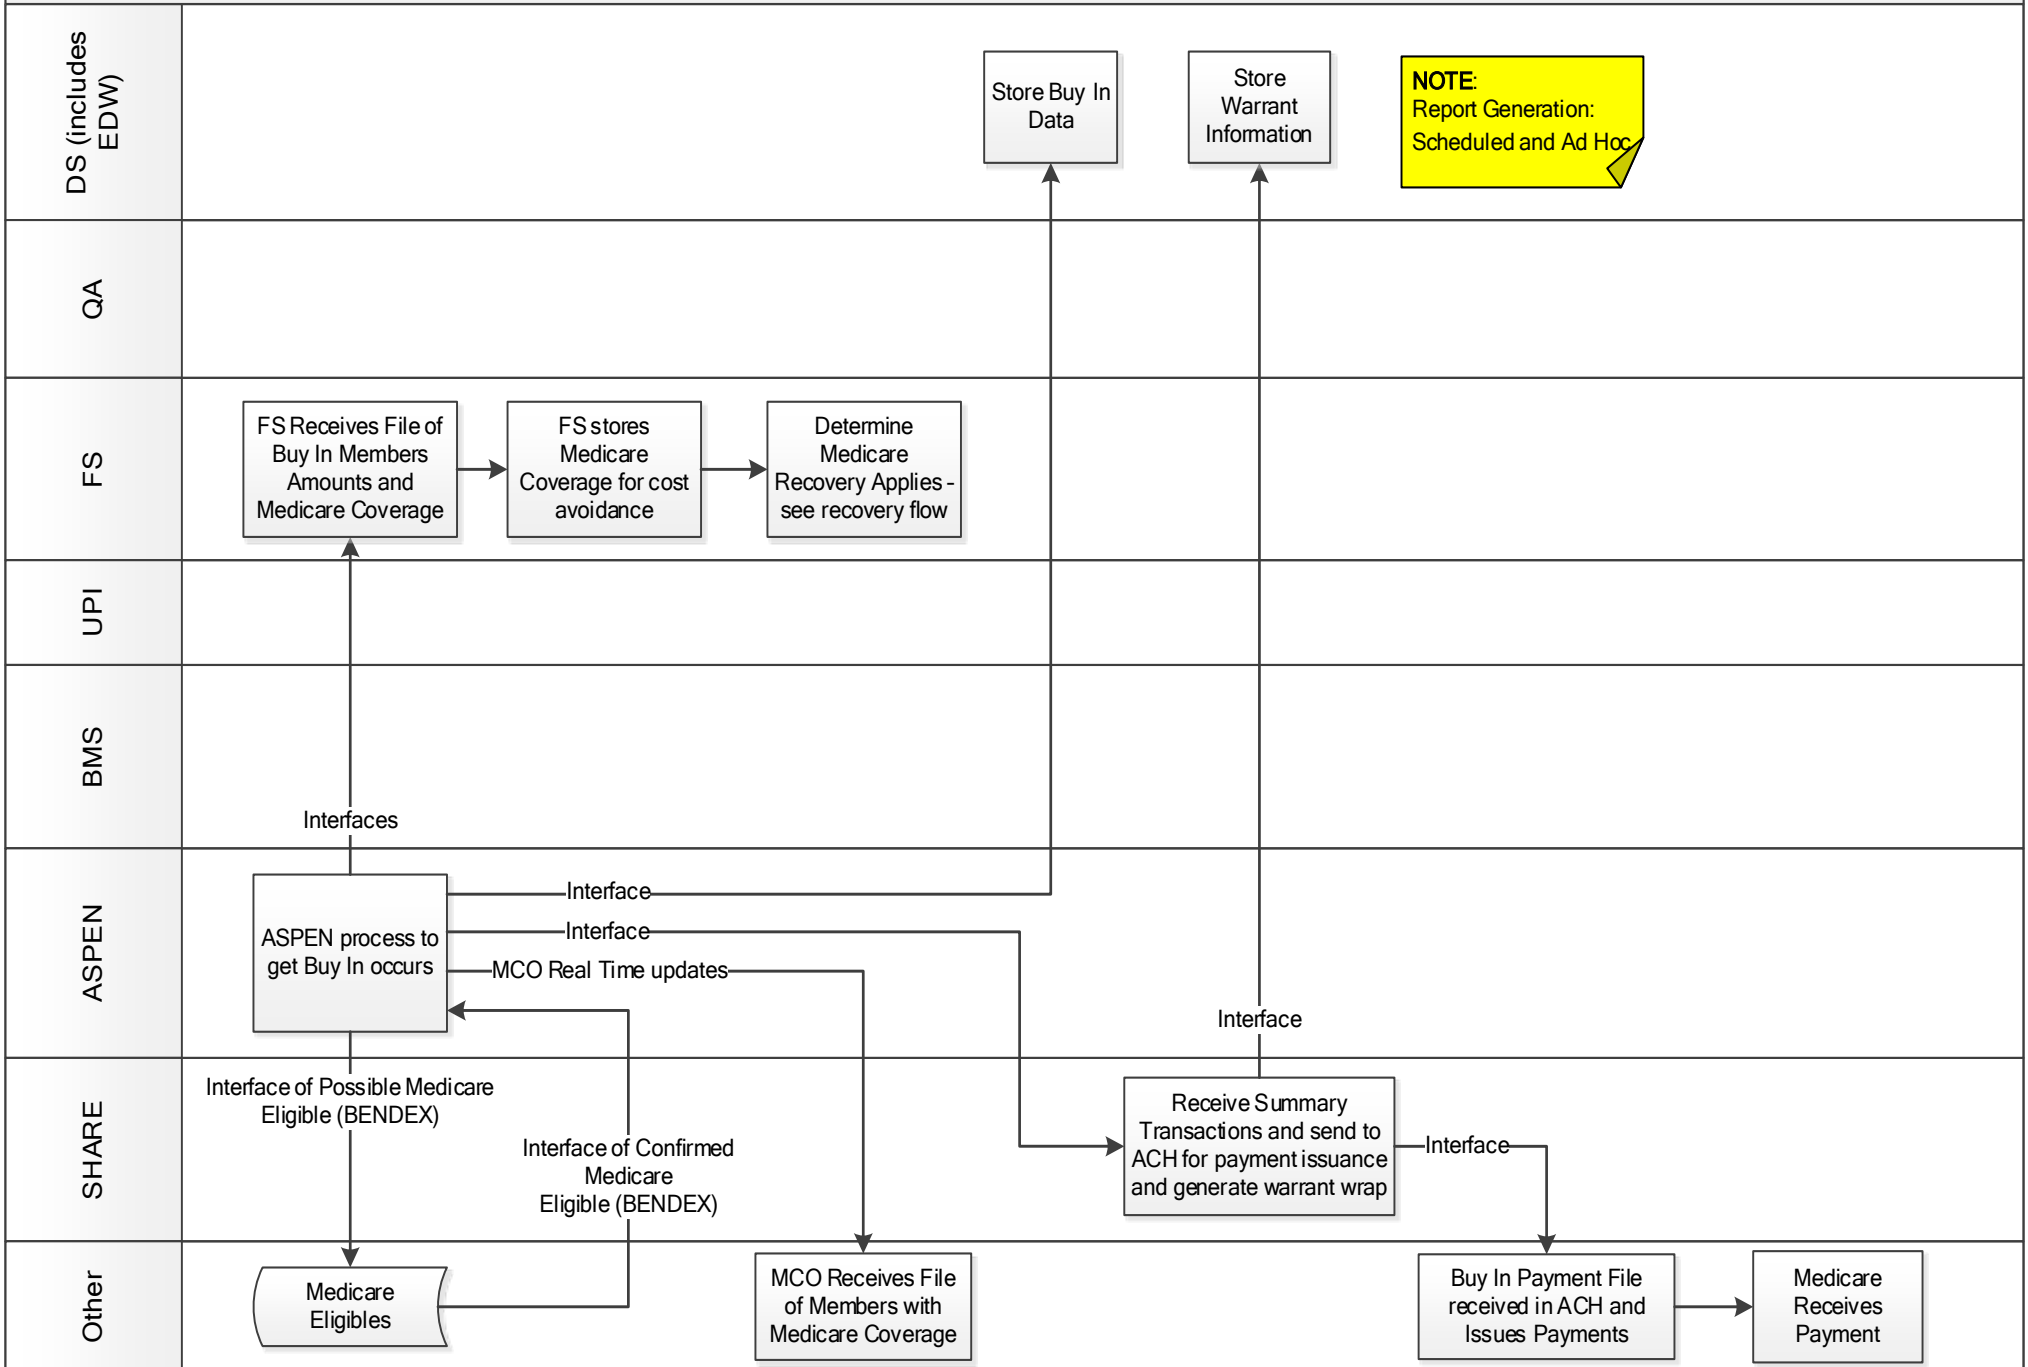 DS (includes
EDW)
Store Buy In
Data
Store
Warrant
Information
NOTE:
Report Generation:
Scheduled and Ad Hoc
QA
FS
FS Receives File of
Buy In Members
Amounts and
Medicare Coverage
FS stores
Medicare
Coverage for cost
avoidance
Determine
Medicare
Recovery Applies -
see recovery flow
UPI
BMS
Interfaces
ASPEN
ASPEN process to
get Buy In occurs
Interface
Interface
MCO Real Time updates
Interface
SHARE
Interface of Possible Medicare
Eligible (BENDEX)
Interface of Confirmed
Medicare
Eligible (BENDEX)
Receive Summary
Transactions and send to
ACH for payment issuance
and generate warrant wrap
Interface
Other
Medicare
Eligibles
MCO Receives File
of Members with
Medicare Coverage
Buy In Payment File
received in ACH and
Issues Payments
Medicare
Receives
Payment